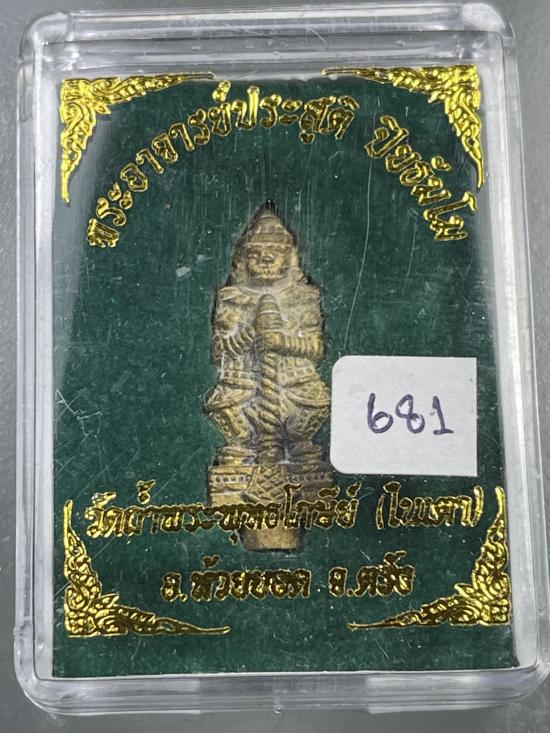 พระอาจารย์ประสูติ ปิยธัมโม
681
วัดถ้ำพระพุทธโกษีย์ (ในเตา)
อ.ห้วยยอด จ.ตรัง